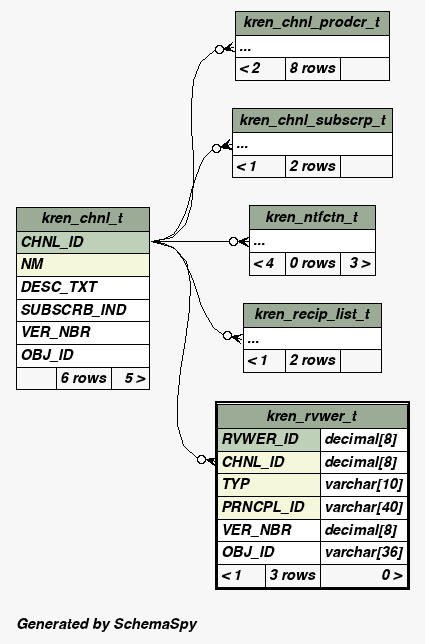 kren_chnl_prodcr_t
...
< 2 8 rows
kren_chnl_subscrp_t
...
< 1 2 rows
kren_chnl_t
CHNL_ID
NM
DESC_TXT
SUBSCRB_IND
VER_NBR
OBJ_ID
6 rows 5 >
kren_ntfctn_t
...
< 4 0 rows 3 >
kren_recip_list_t
...
< 1 2 rows
kren_rvwer_t
RVWER_ID decimal[8]
CHNL_ID decimal[8]
TYP varchar[10]
PRNCPL_ID varchar[40]
VER_NBR decimal[8]
OBJ_ID varchar[36]
< 1 3 rows 0 >
Generated by SchemaSpy